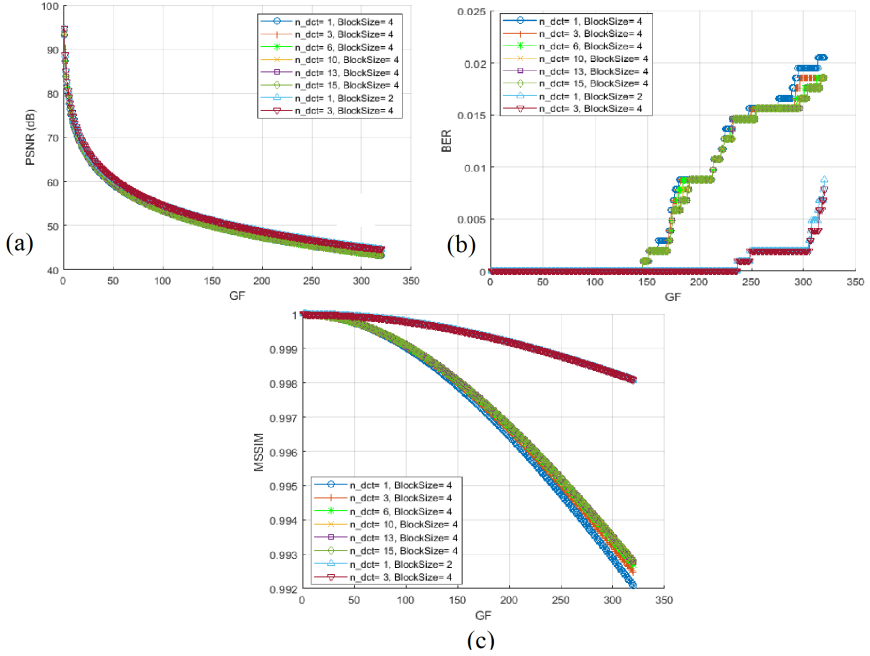 100
90
80
70
60
50
40
PSNR (dB)
0
50
100
150
200
250
300
350
GF
n_dct= 1, BlockSize= 4
n_dct= 3, BlockSize= 4
n_dct= 6, BlockSize= 4
n_dct= 10, BlockSize= 4
n_dct= 13, BlockSize= 4
n_dct= 15, BlockSize= 4
n_dct= 1, BlockSize= 2
n_dct= 3, BlockSize= 4
(a)
0.025
0.02
0.015
0.01
0.005
0
BER
0
50
100
150
200
250
300
350
GF
n_dct= 1, BlockSize= 4
n_dct= 3, BlockSize= 4
n_dct= 6, BlockSize= 4
n_dct= 10, BlockSize= 4
n_dct= 13, BlockSize= 4
n_dct= 15, BlockSize= 4
n_dct= 1, BlockSize= 2
n_dct= 3, BlockSize= 4
(b)
1
0.999
0.998
0.997
0.996
0.995
0.994
0.993
0.992
MSSIM
0
50
100
150
200
250
300
350
GF
n_dct= 1, BlockSize= 4
n_dct= 3, BlockSize= 4
n_dct= 6, BlockSize= 4
n_dct= 10, BlockSize= 4
n_dct= 13, BlockSize= 4
n_dct= 15, BlockSize= 4
n_dct= 1, BlockSize= 2
n_dct= 3, BlockSize= 4
(c)